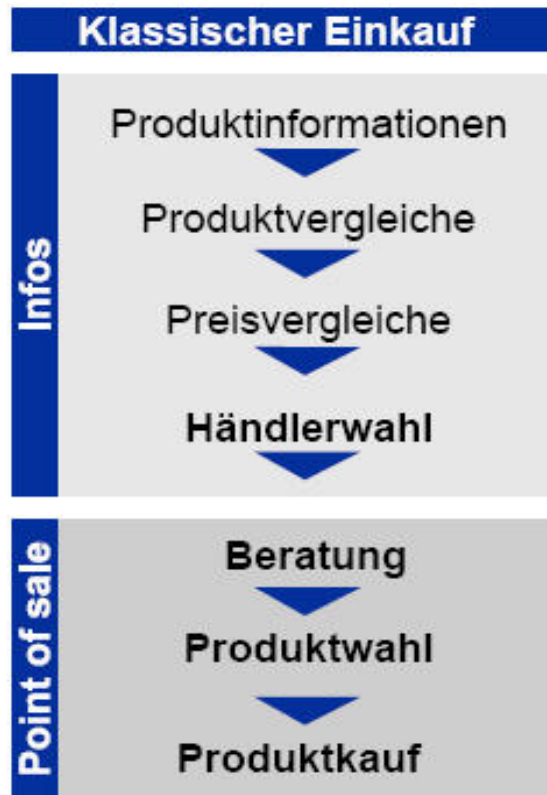 Klassischer Einkauf
Infos
Produktinformationen
Produktvergleiche
Preisvergleiche
Händlerwahl
Point of sale
Beratung
Produktwahl
Produktkauf